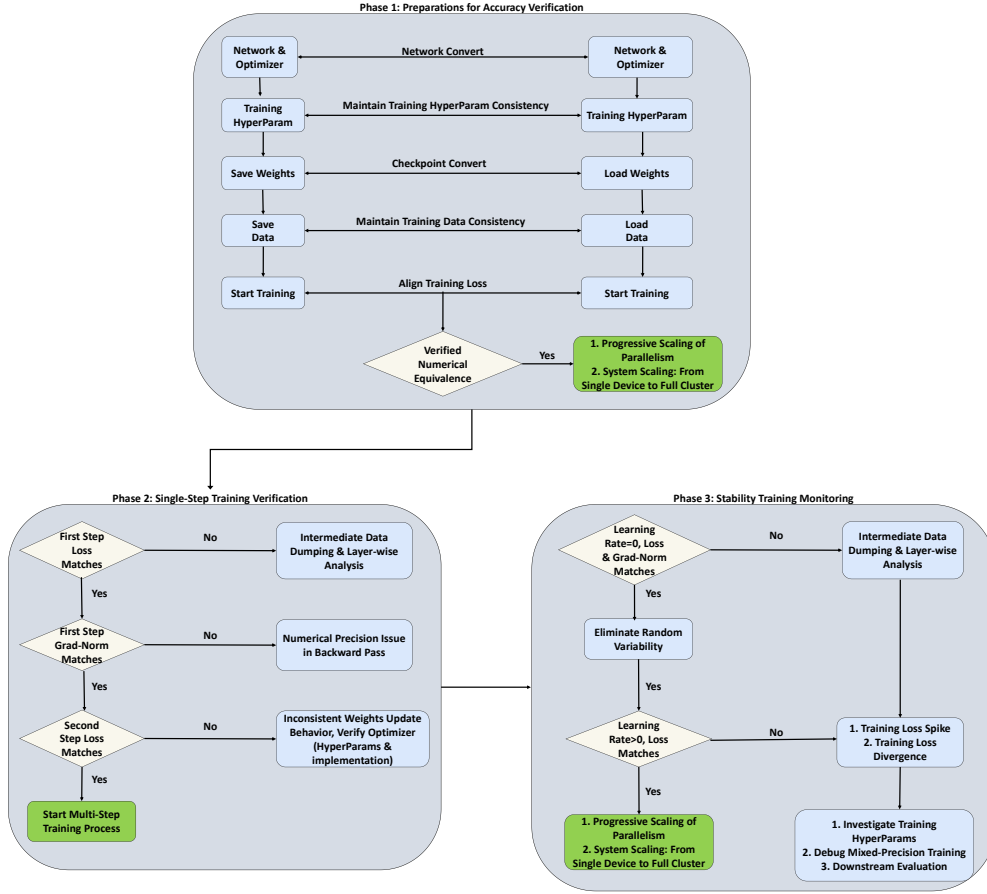 Phase 1: Preparations for Accuracy Verification
Network &
Optimizer
Network Convert
Network &
Optimizer
Training
HyperParam
Maintain Training HyperParam Consistency
Training HyperParam
Save Weights
Checkpoint Convert
Load Weights
Save
Data
Maintain Training Data Consistency
Load
Data
Start Training
Align Training Loss
Start Training
Verified
Numerical
Equivalence
Yes
1. Progressive Scaling of
Parallelism
2. System Scaling: From
Single Device to Full Cluster
Phase 2: Single-Step Training Verification
First Step
Loss
Matches
No
Intermediate Data
Dumping & Layer-wise
Analysis
Yes
First Step
Grad-Norm
Matches
No
Numerical Precision Issue
in Backward Pass
Yes
Second
Step Loss
Matches
No
Inconsistent Weights Update
Behavior, Verify Optimizer
(HyperParams &
implementation)
Yes
Start Multi-Step
Training Process
Phase 3: Stability Training Monitoring
Learning
Rate=0, Loss
& Grad-Norm
Matches
No
Intermediate Data
Dumping & Layer-wise
Analysis
Yes
Eliminate Random
Variability
Yes
Learning
Rate>0, Loss
Matches
No
1. Training Loss Spike
2. Training Loss
Divergence
Yes
1. Progressive Scaling of
Parallelism
2. System Scaling: From
Single Device to Full Cluster
1. Investigate Training
HyperParams
2. Debug Mixed-Precision Training
3. Downstream Evaluation